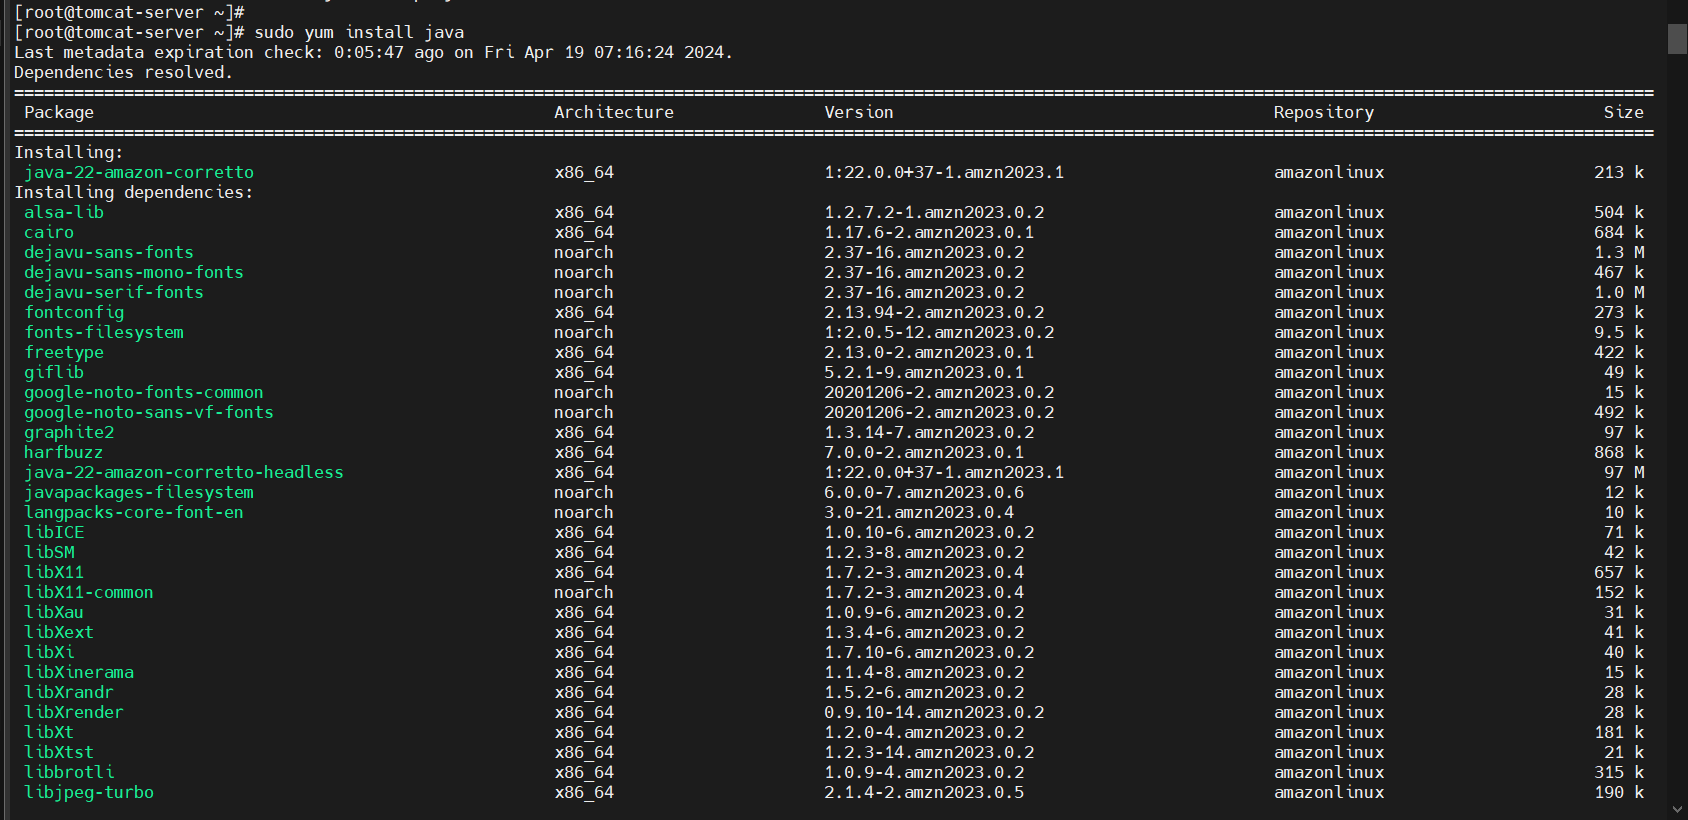 [root@tomcat-server ~]#
[root@tomcat-server ~]# sudo yum install java
Last metadata expiration check: 0:05:47 ago on Fri Apr 19 07:16:24 2024.
Dependencies resolved.
====================================================================================================================================================================
Package Architecture Version Repository Size
====================================================================================================================================================================
Installing:
java-22-amazon-corretto x86_64 1:22.0.0+37-1.amzn2023.1 amazonlinux 213 k
Installing dependencies:
alsa-lib x86_64 1.2.7.2-1.amzn2023.0.2 amazonlinux 504 k
cairo x86_64 1.17.6-2.amzn2023.0.1 amazonlinux 684 k
dejavu-sans-fonts noarch 2.37-16.amzn2023.0.2 amazonlinux 1.3 M
dejavu-sans-mono-fonts noarch 2.37-16.amzn2023.0.2 amazonlinux 467 k
dejavu-serif-fonts noarch 2.37-16.amzn2023.0.2 amazonlinux 1.0 M
fontconfig x86_64 2.13.94-2.amzn2023.0.2 amazonlinux 273 k
fonts-filesystem noarch 1:2.0.5-12.amzn2023.0.2 amazonlinux 9.5 k
freetype x86_64 2.13.0-2.amzn2023.0.1 amazonlinux 422 k
giflib x86_64 5.2.1-9.amzn2023.0.1 amazonlinux 49 k
google-noto-fonts-common noarch 20201206-2.amzn2023.0.2 amazonlinux 15 k
google-noto-sans-vf-fonts noarch 20201206-2.amzn2023.0.2 amazonlinux 492 k
graphite2 x86_64 1.3.14-7.amzn2023.0.2 amazonlinux 97 k
harfbuzz x86_64 7.0.0-2.amzn2023.0.1 amazonlinux 868 k
java-22-amazon-corretto-headless x86_64 1:22.0.0+37-1.amzn2023.1 amazonlinux 97 M
javapackages-filesystem noarch 6.0.0-7.amzn2023.0.6 amazonlinux 12 k
langpacks-core-font-en noarch 3.0-21.amzn2023.0.4 amazonlinux 10 k
libICE x86_64 1.0.10-6.amzn2023.0.2 amazonlinux 71 k
libSM x86_64 1.2.3-8.amzn2023.0.2 amazonlinux 42 k
libX11 x86_64 1.7.2-3.amzn2023.0.4 amazonlinux 657 k
libX11-common noarch 1.7.2-3.amzn2023.0.4 amazonlinux 152 k
libXau x86_64 1.0.9-6.amzn2023.0.2 amazonlinux 31 k
libXext x86_64 1.3.4-6.amzn2023.0.2 amazonlinux 41 k
libXi x86_64 1.7.10-6.amzn2023.0.2 amazonlinux 40 k
libXinerama x86_64 1.1.4-8.amzn2023.0.2 amazonlinux 15 k
libXrandr x86_64 1.5.2-6.amzn2023.0.2 amazonlinux 28 k
libXrender x86_64 0.9.10-14.amzn2023.0.2 amazonlinux 28 k
libXt x86_64 1.2.0-4.amzn2023.0.2 amazonlinux 181 k
libXtst x86_64 1.2.3-14.amzn2023.0.2 amazonlinux 21 k
libbrotli x86_64 1.0.9-4.amzn2023.0.2 amazonlinux 315 k
libjpeg-turbo x86_64 2.1.4-2.amzn2023.0.5 amazonlinux 190 k